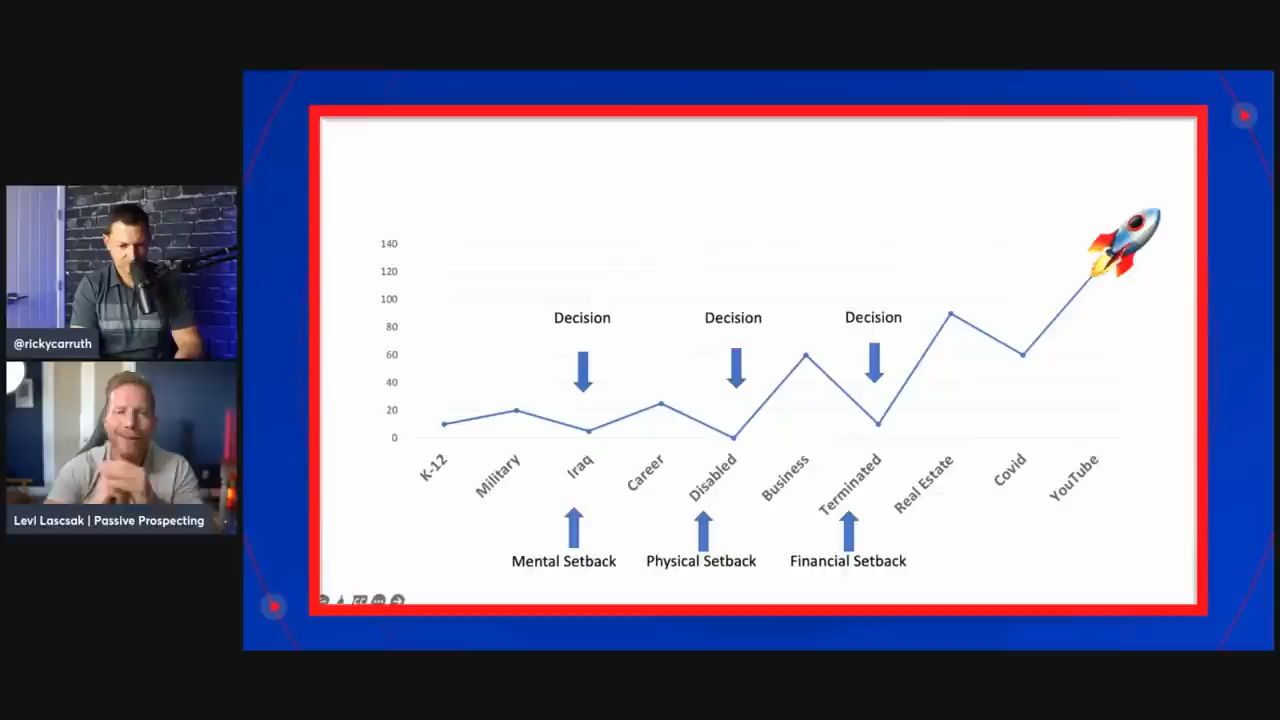 @rickycarruth
Levi Lascsak | Passive Prospecting
140
120
100
80
60
40
20
0
Decision
Decision
Decision
K-12
Military
Iraq
Career
Disabled
Business
Terminated
Real Estate
Covid
YouTube
Mental Setback
Physical Setback
Financial Setback